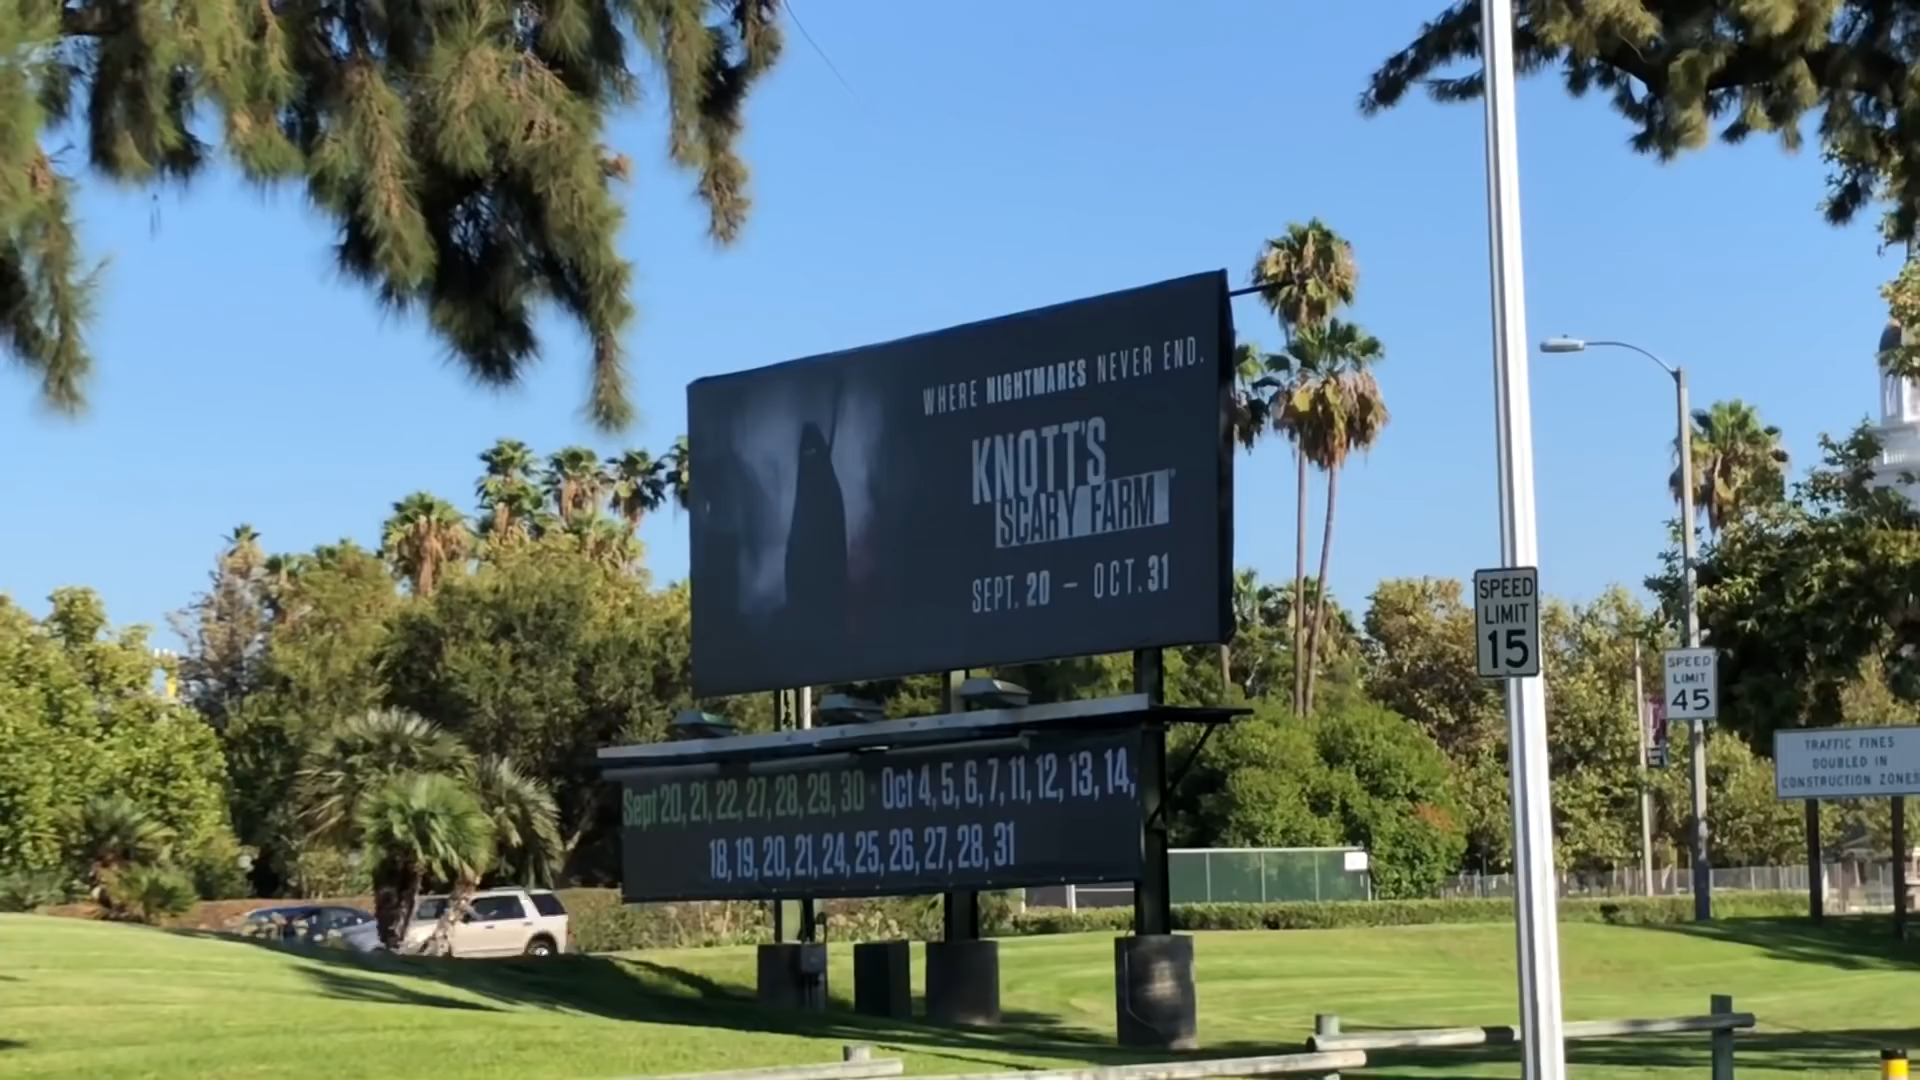 WHERE NIGHTMARES NEVER END.
KNOTT'S
SCARY FARM
SEPT. 20 – OCT. 31
Sept 20, 21, 22, 27, 28, 29, 30 · Oct 4, 5, 6, 7, 11, 12, 13, 14,
18, 19, 20, 21, 24, 25, 26, 27, 28, 31
SPEED
LIMIT
15
SPEED
LIMIT
45
TRAFFIC FINES
DOUBLED IN
CONSTRUCTION ZONES